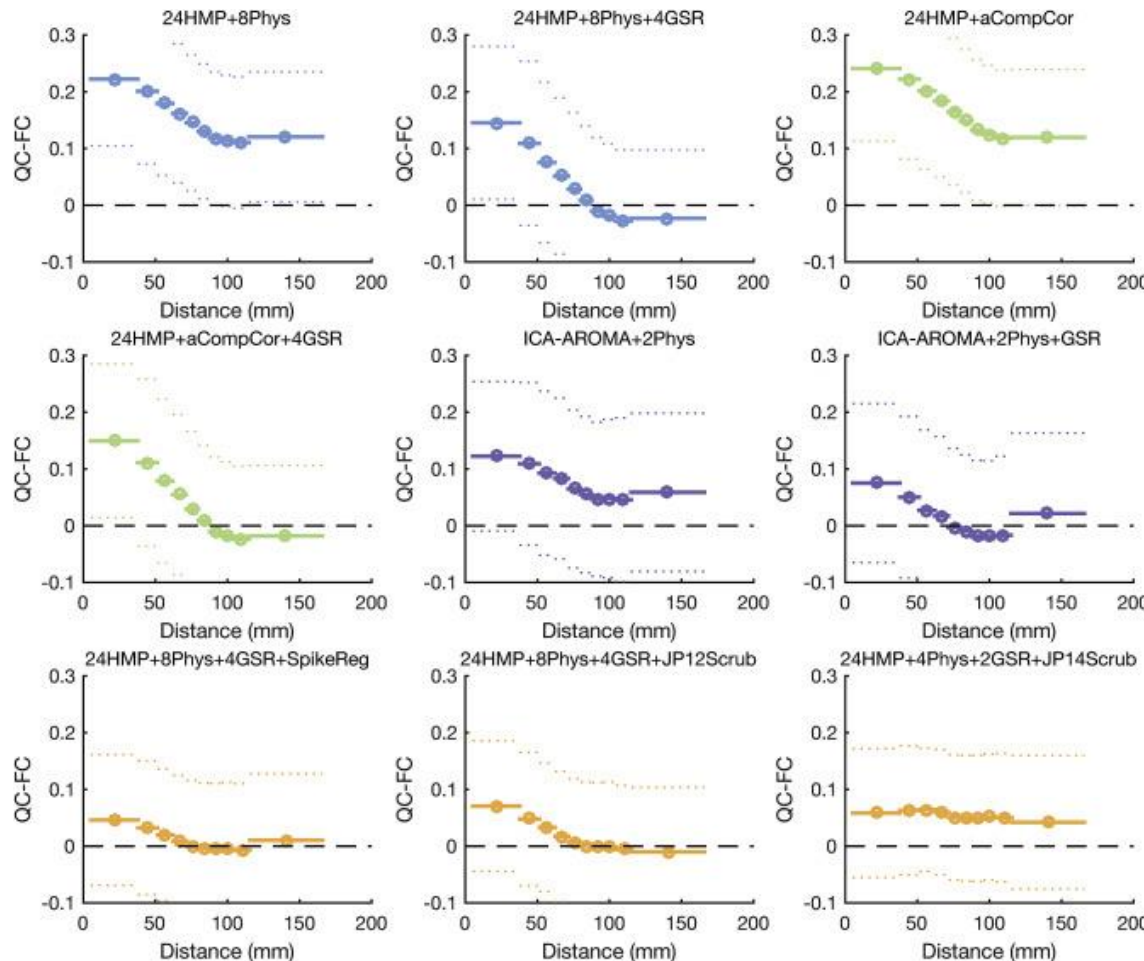 24HMP+8Phys
24HMP+8Phys+4GSR
24HMP+aCompCor
0.3
0.2
0.1
0
-0.1
QC-FC
0 50 100 150 200
Distance (mm)
0.3
0.2
0.1
0
-0.1
QC-FC
0 50 100 150 200
Distance (mm)
0.3
0.2
0.1
0
-0.1
QC-FC
0 50 100 150 200
Distance (mm)
24HMP+aCompCor+4GSR
ICA-AROMA+2Phys
ICA-AROMA+2Phys+GSR
0.3
0.2
0.1
0
-0.1
QC-FC
0 50 100 150 200
Distance (mm)
0.3
0.2
0.1
0
-0.1
QC-FC
0 50 100 150 200
Distance (mm)
0.3
0.2
0.1
0
-0.1
QC-FC
0 50 100 150 200
Distance (mm)
24HMP+8Phys+4GSR+SpikeReg
24HMP+8Phys+4GSR+JP12Scrub
24HMP+4Phys+2GSR+JP14Scrub
0.3
0.2
0.1
0
-0.1
QC-FC
0 50 100 150 200
Distance (mm)
0.3
0.2
0.1
0
-0.1
QC-FC
0 50 100 150 200
Distance (mm)
0.3
0.2
0.1
0
-0.1
QC-FC
0 50 100 150 200
Distance (mm)